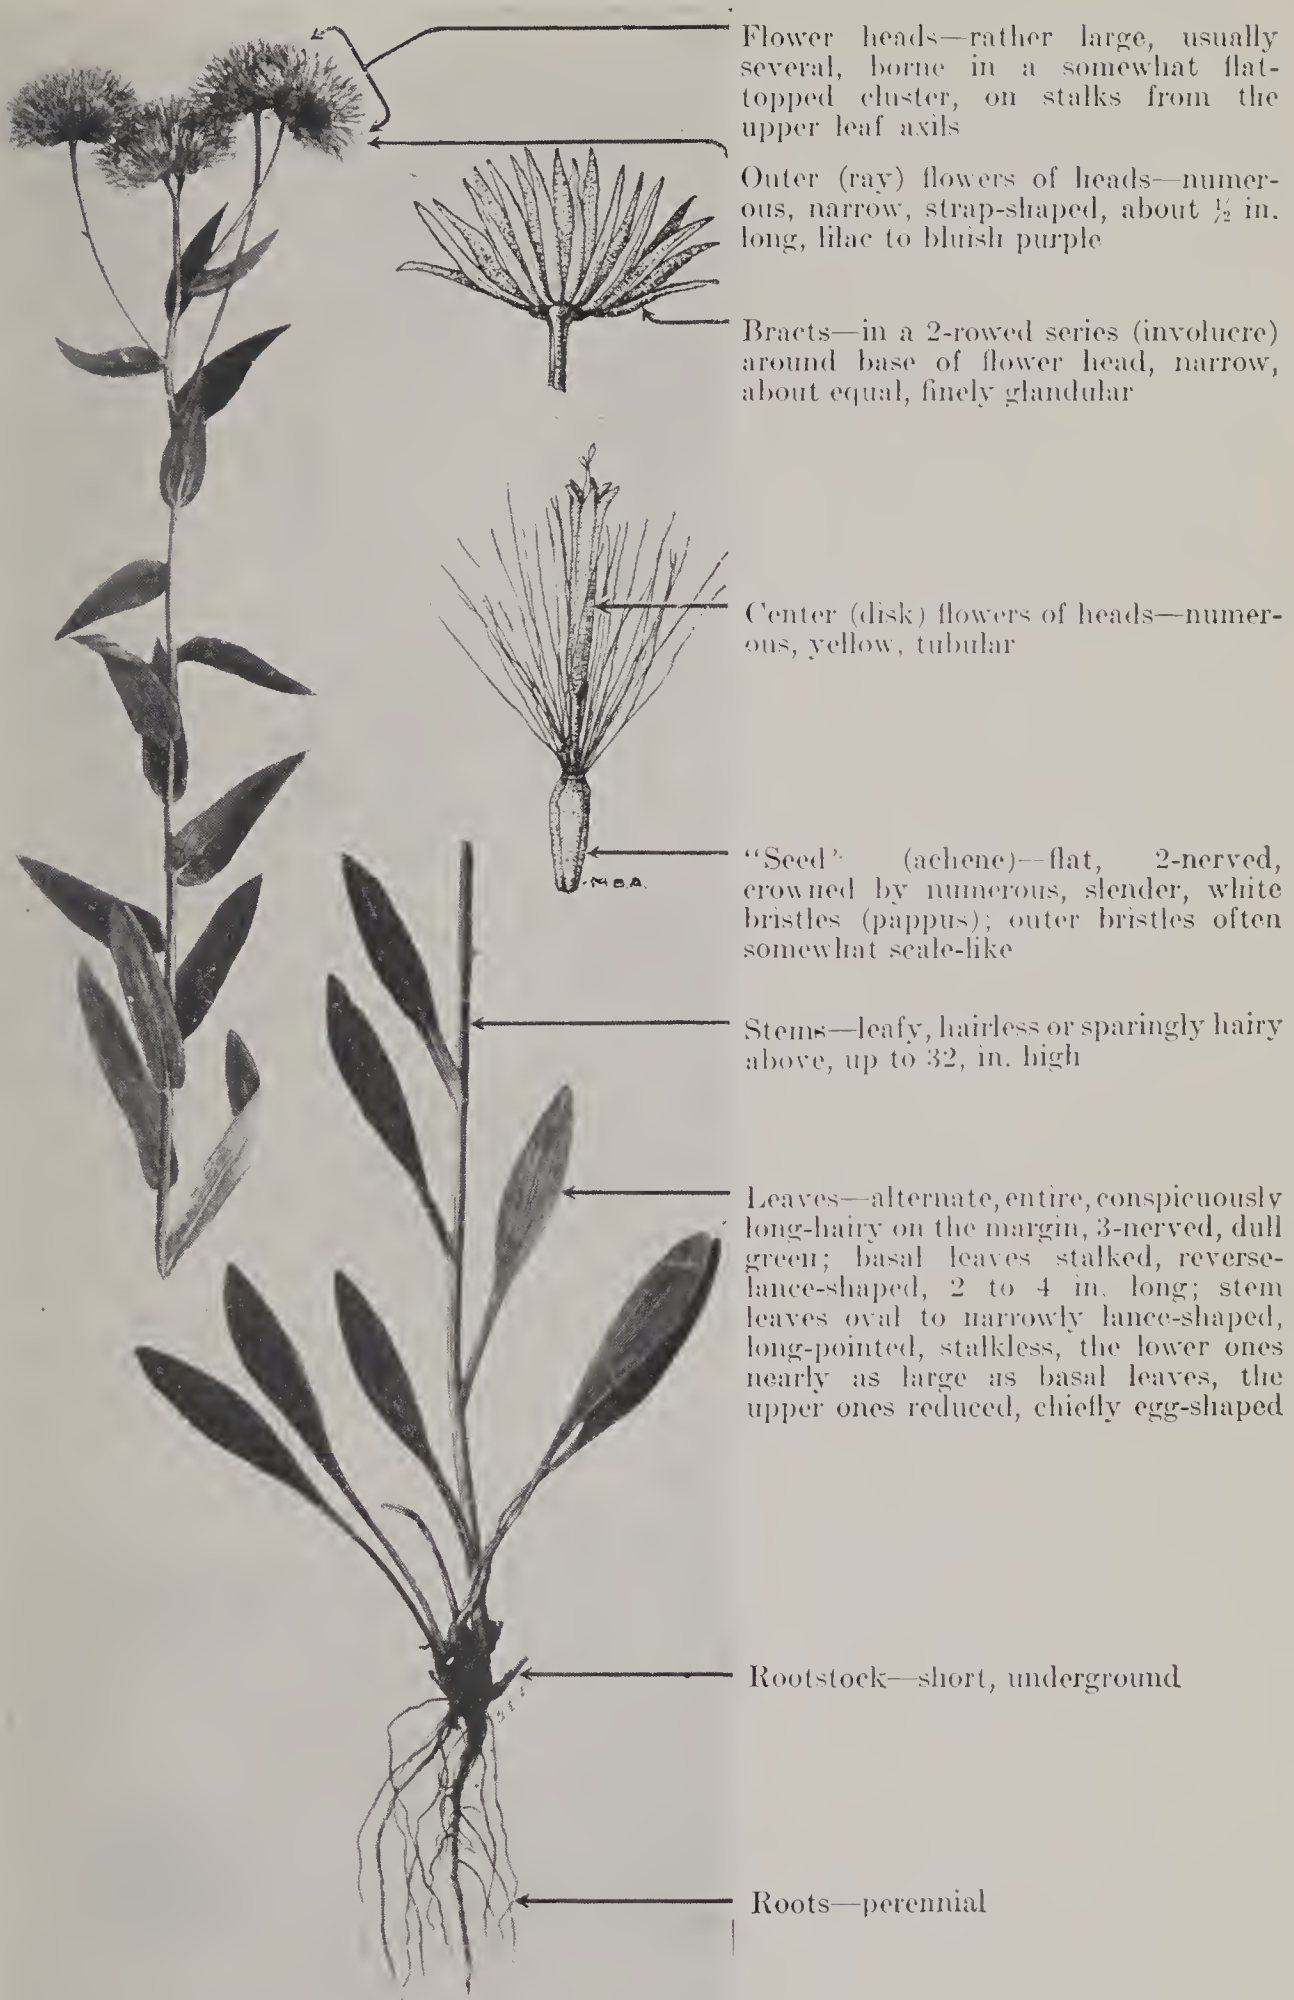 Flower heads—rather large, usually
several, borne in a somewhat flat-
topped cluster, on stalks from the
upper leaf axils
Outer (ray) flowers of heads—numer-
ous, narrow, strap-shaped, about ½ in.
long, lilac to bluish purple
Bracts—in a 2-rowed series (involucre)
around base of flower head, narrow,
about equal, finely glandular
Center (disk) flowers of heads—numer-
ous, yellow, tubular
"Seed" (achene)—flat, 2-nerved,
crowned by numerous, slender, white
bristles (pappus); outer bristles often
somewhat scale-like
M.B.A.
Stems—leafy, hairless or sparingly hairy
above, up to 32, in. high
Leaves—alternate, entire, conspicuously
long-hairy on the margin, 3-nerved, dull
green; basal leaves stalked, reverse-
lance-shaped, 2 to 4 in. long; stem
leaves oval to narrowly lance-shaped,
long-pointed, stalkless, the lower ones
nearly as large as basal leaves, the
upper ones reduced, chiefly egg-shaped
Rootstock—short, underground
Roots—perennial